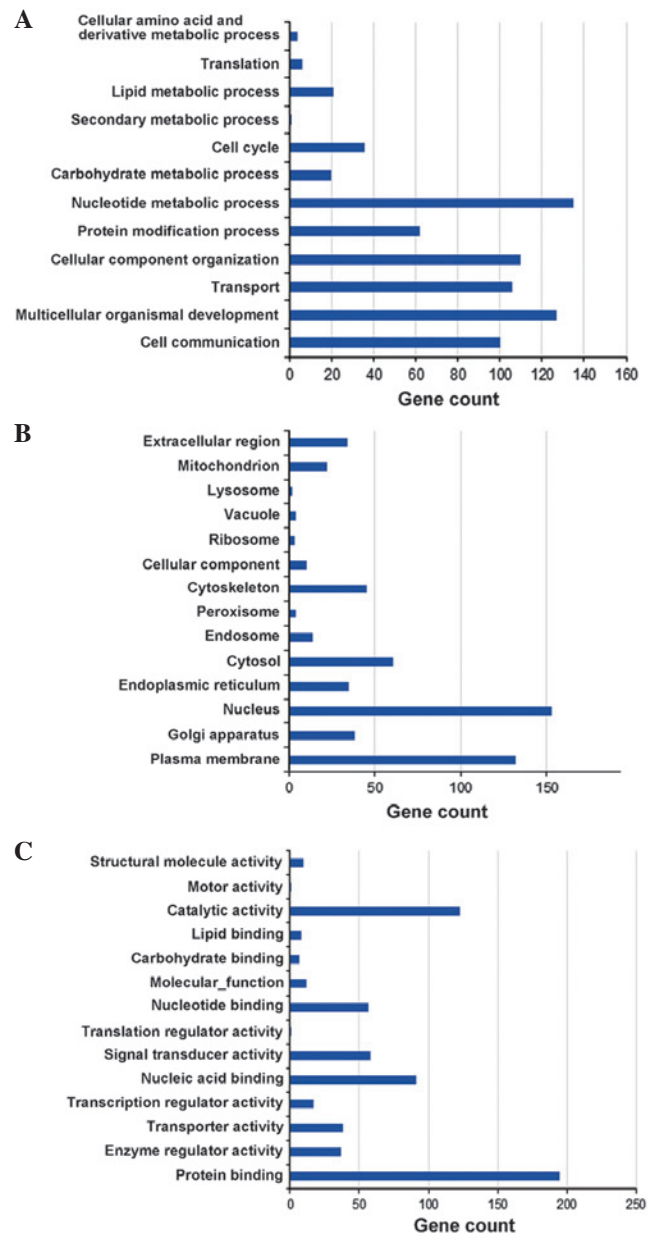 A
Cellular amino acid and
derivative metabolic process
Translation
Lipid metabolic process
Secondary metabolic process
Cell cycle
Carbohydrate metabolic process
Nucleotide metabolic process
Protein modification process
Cellular component organization
Transport
Multicellular organismal development
Cell communication
0 20 40 60 80 100 120 140 160
Gene count
B
Extracellular region
Mitochondrion
Lysosome
Vacuole
Ribosome
Cellular component
Cytoskeleton
Peroxisome
Endosome
Cytosol
Endoplasmic reticulum
Nucleus
Golgi apparatus
Plasma membrane
0 50 100 150
Gene count
C
Structural molecule activity
Motor activity
Catalytic activity
Lipid binding
Carbohydrate binding
Molecular_function
Nucleotide binding
Translation regulator activity
Signal transducer activity
Nucleic acid binding
Transcription regulator activity
Transporter activity
Enzyme regulator activity
Protein binding
0 50 100 150 200 250
Gene count